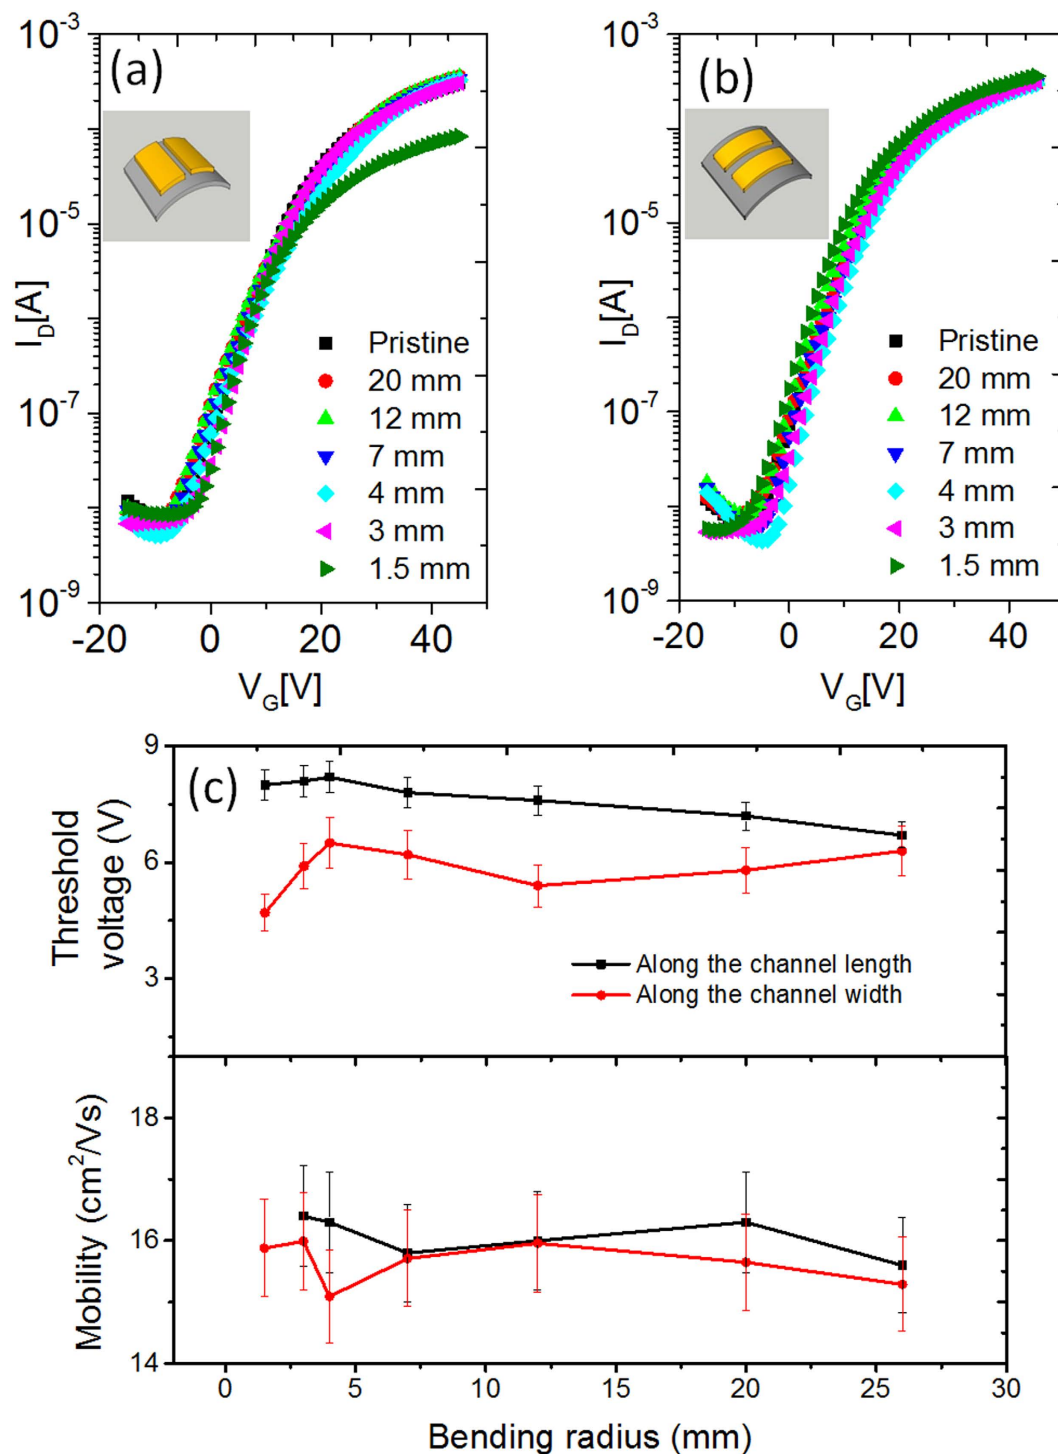 (a)
10⁻³
10⁻⁵
10⁻⁷
10⁻⁹
I_D[A]
Pristine
20 mm
12 mm
7 mm
4 mm
3 mm
1.5 mm
-20 0 20 40
V_G[V]
(b)
10⁻³
10⁻⁵
10⁻⁷
10⁻⁹
I_D[A]
Pristine
20 mm
12 mm
7 mm
4 mm
3 mm
1.5 mm
-20 0 20 40
V_G[V]
(c)
9
6
3
Threshold
voltage (V)
Along the channel length
Along the channel width
18
16
14
Mobility (cm²/Vs)
0 5 10 15 20 25 30
Bending radius (mm)